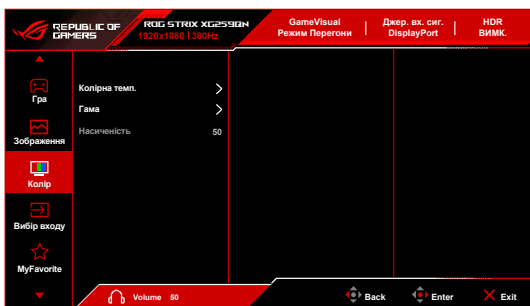 REPUBLIC OF
GAMERS
ROG STRIX XG259QN
1920x1080 | 380Hz
GameVisual
Режим Перегони
Джер. вх. сиг.
DisplayPort
HDR
ВИМК.
Гра
Зображення
Колір
Вибір входу
MyFavorite
Колірна темп.
Гама
Насиченість 50
Volume 50
Back
Enter
Exit